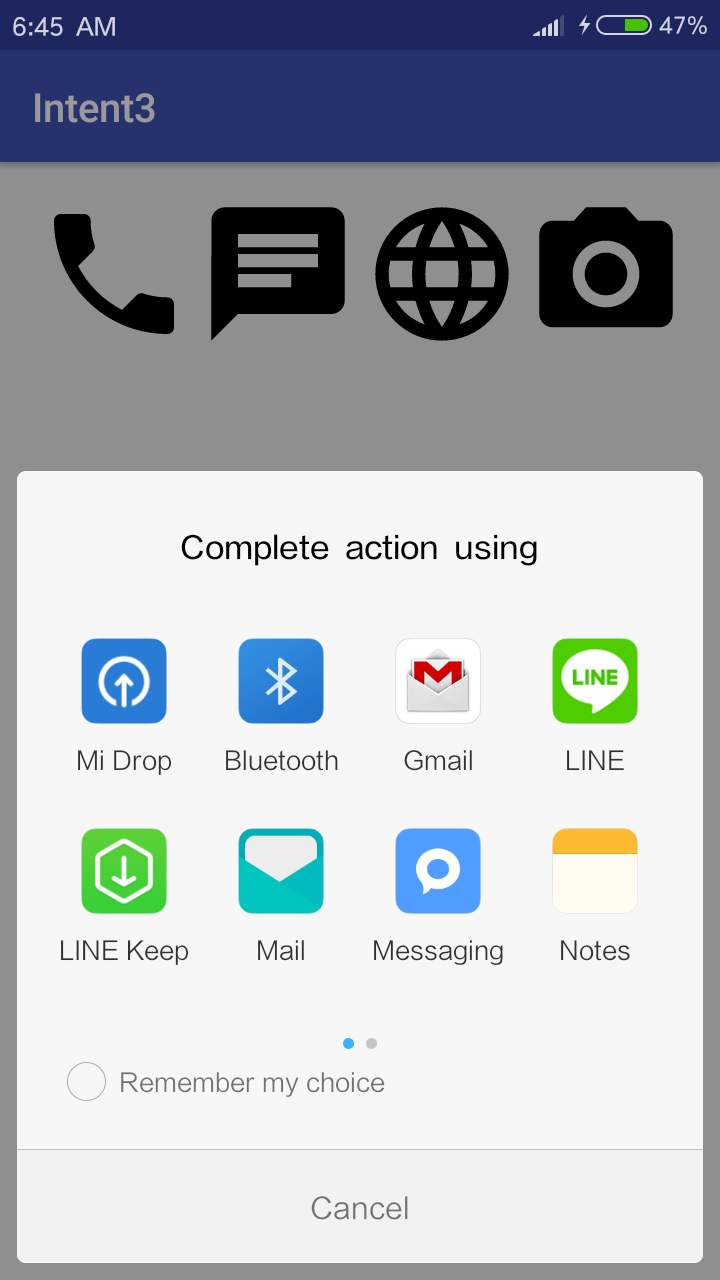 6:45 AM 47%
Intent3
Complete action using
LINE
Mi Drop Bluetooth Gmail LINE
LINE Keep Mail Messaging Notes
Remember my choice
Cancel